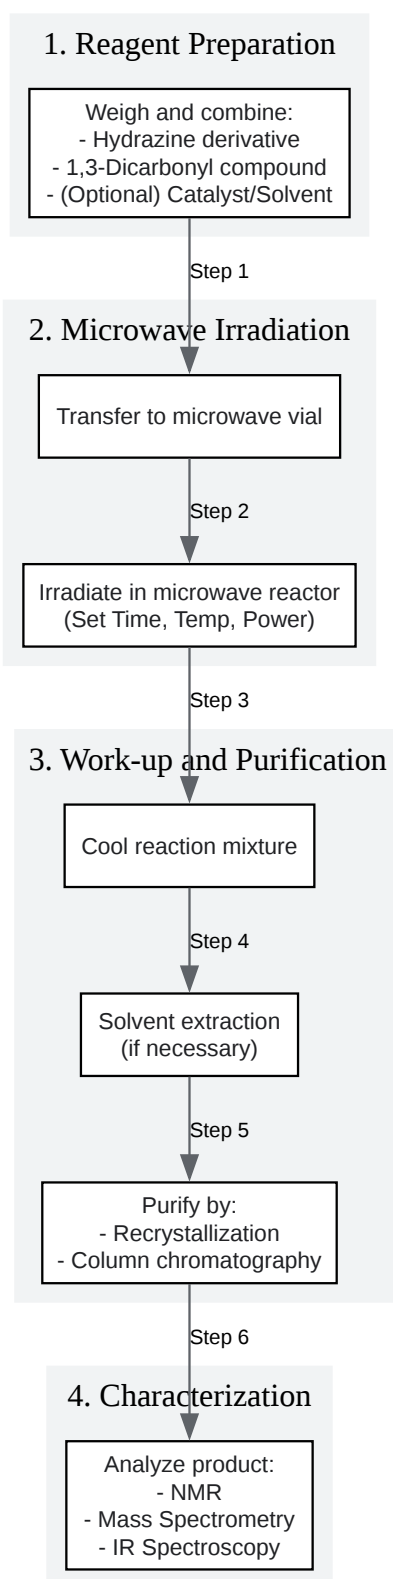 1. Reagent Preparation
Weigh and combine:
- Hydrazine derivative
- 1,3-Dicarbonyl compound
- (Optional) Catalyst/Solvent
Step 1
2. Microwave Irradiation
Transfer to microwave vial
Step 2
Irradiate in microwave reactor
(Set Time, Temp, Power)
Step 3
3. Work-up and Purification
Cool reaction mixture
Step 4
Solvent extraction
(if necessary)
Step 5
Purify by:
- Recrystallization
- Column chromatography
Step 6
4. Characterization
Analyze product:
- NMR
- Mass Spectrometry
- IR Spectroscopy